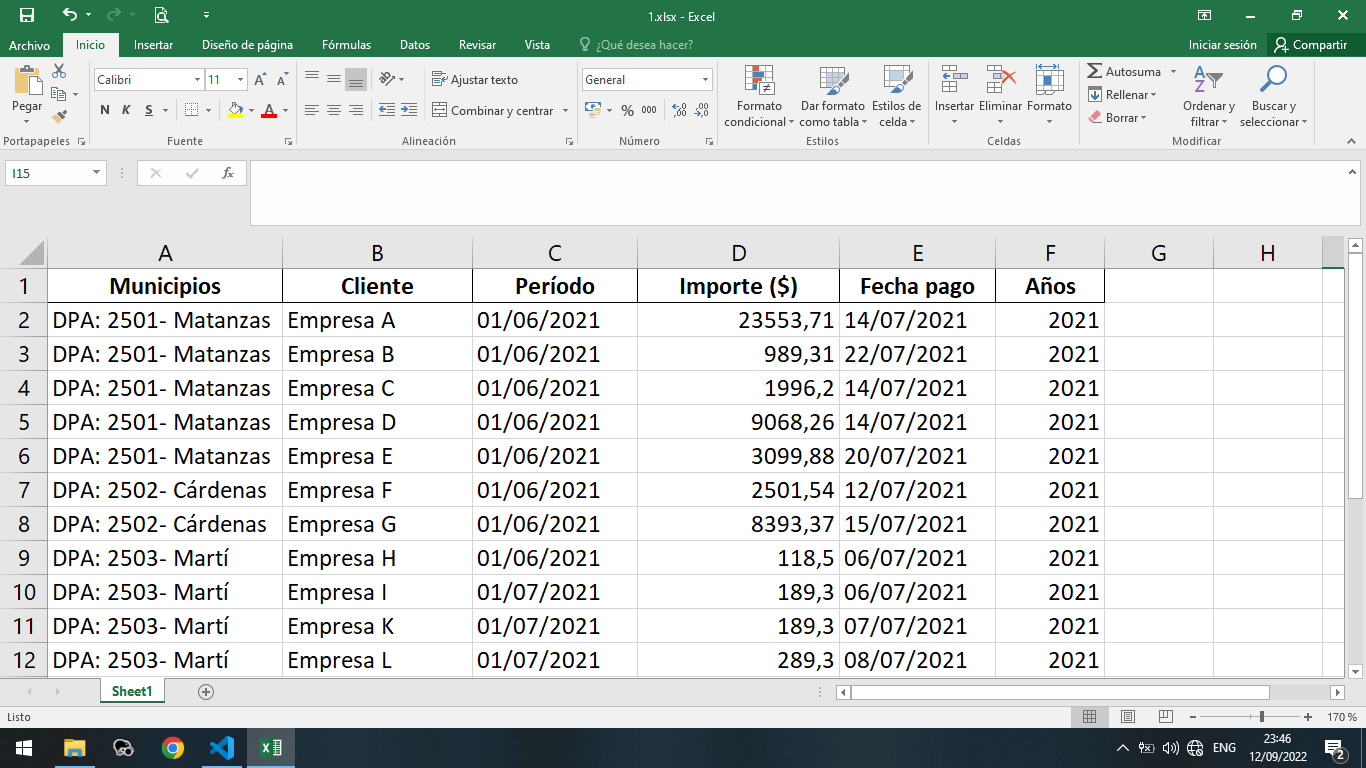 1.xlsx - Excel
Archivo Inicio Insertar Diseño de página Fórmulas Datos Revisar Vista ¿Qué desea hacer? Iniciar sesión Compartir
Pegar
Calibri 11
N K S
Ajustar texto
Combinar y centrar
General
% 000
Formato condicional
Dar formato como tabla
Estilos de celda
Insertar Eliminar Formato
Autosuma
Rellenar
Borrar
Ordenar y filtrar
Buscar y seleccionar
Portapapeles Fuente Alineación Número Estilos Celdas Modificar
I15 fx
A B C D E F G H
1 Municipios Cliente Período Importe ($) Fecha pago Años
2 DPA: 2501- Matanzas Empresa A 01/06/2021 23553,71 14/07/2021 2021
3 DPA: 2501- Matanzas Empresa B 01/06/2021 989,31 22/07/2021 2021
4 DPA: 2501- Matanzas Empresa C 01/06/2021 1996,2 14/07/2021 2021
5 DPA: 2501- Matanzas Empresa D 01/06/2021 9068,26 14/07/2021 2021
6 DPA: 2501- Matanzas Empresa E 01/06/2021 3099,88 20/07/2021 2021
7 DPA: 2502- Cárdenas Empresa F 01/06/2021 2501,54 12/07/2021 2021
8 DPA: 2502- Cárdenas Empresa G 01/06/2021 8393,37 15/07/2021 2021
9 DPA: 2503- Martí Empresa H 01/06/2021 118,5 06/07/2021 2021
10 DPA: 2503- Martí Empresa I 01/07/2021 189,3 06/07/2021 2021
11 DPA: 2503- Martí Empresa K 01/07/2021 189,3 07/07/2021 2021
12 DPA: 2503- Martí Empresa L 01/07/2021 289,3 08/07/2021 2021
Sheet1
Listo 170 %
ENG 23:46
12/09/2022 2